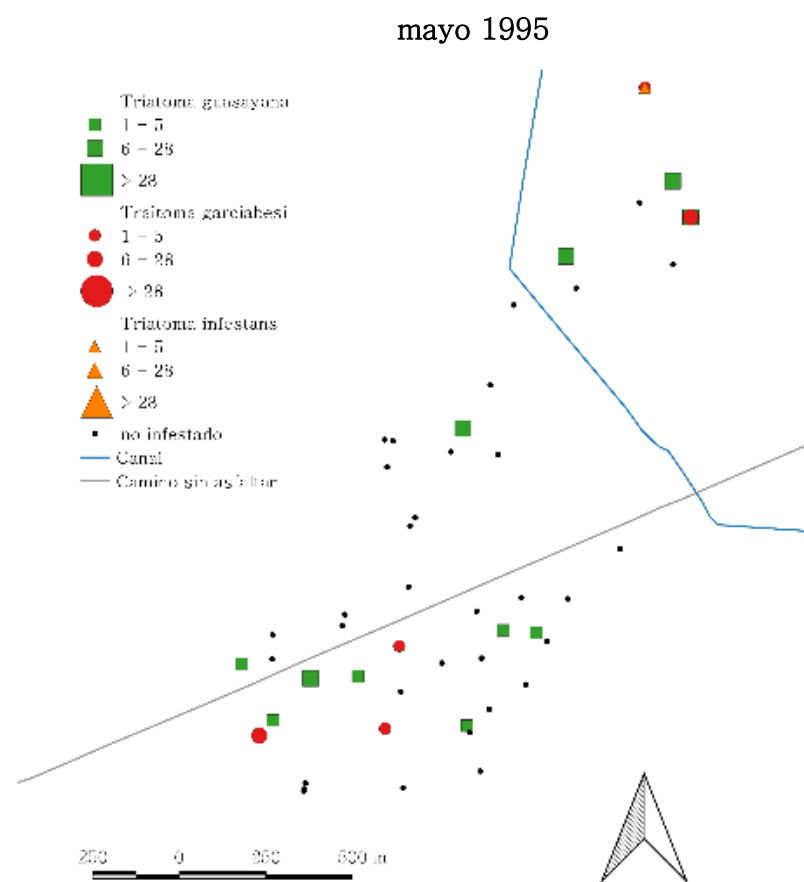 mayo 1995
Triatoma guasayana
1 – 5
6 – 28
> 28
Traitoma garciabesi
1 – 5
6 – 28
> 28
Triatoma infestans
1 – 5
6 – 28
> 28
no infestado
Canal
Camino sin asfaltar
250 0 250 500 m